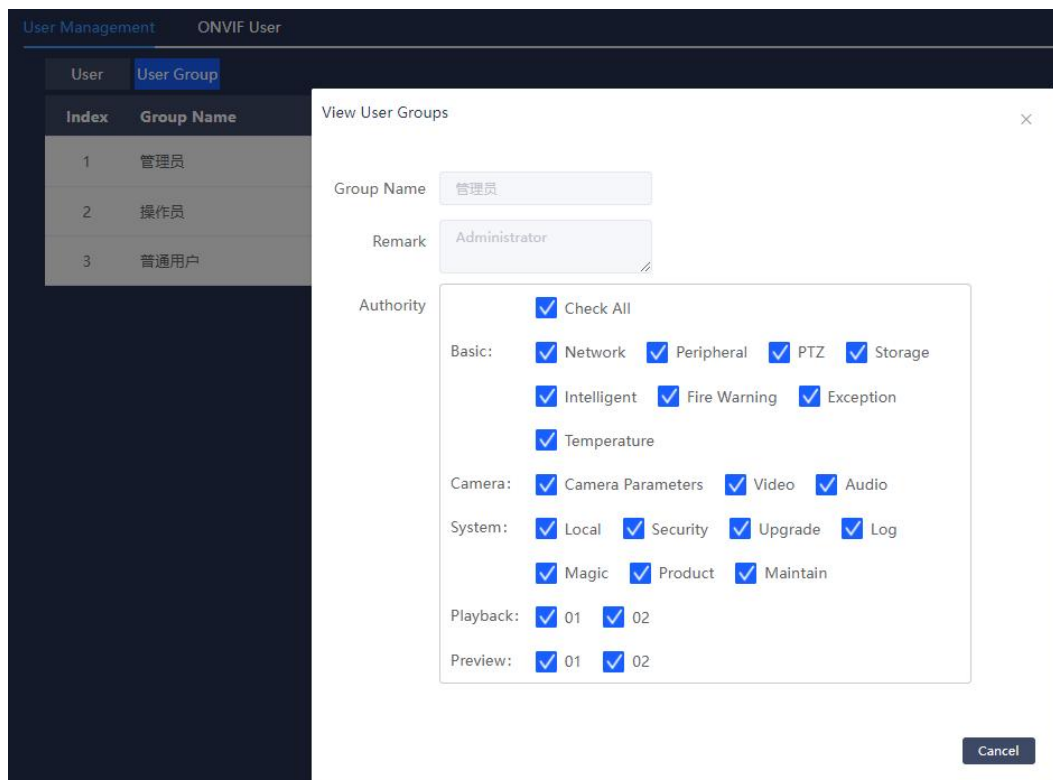 User Management ONVIF User
User User Group
Index Group Name
1 管理员
2 操作员
3 普通用户
View User Groups
Group Name 管理员
Remark Administrator
Authority Check All
Basic: Network Peripheral PTZ Storage
Intelligent Fire Warning Exception
Temperature
Camera: Camera Parameters Video Audio
System: Local Security Upgrade Log
Magic Product Maintain
Playback: 01 02
Preview: 01 02
Cancel